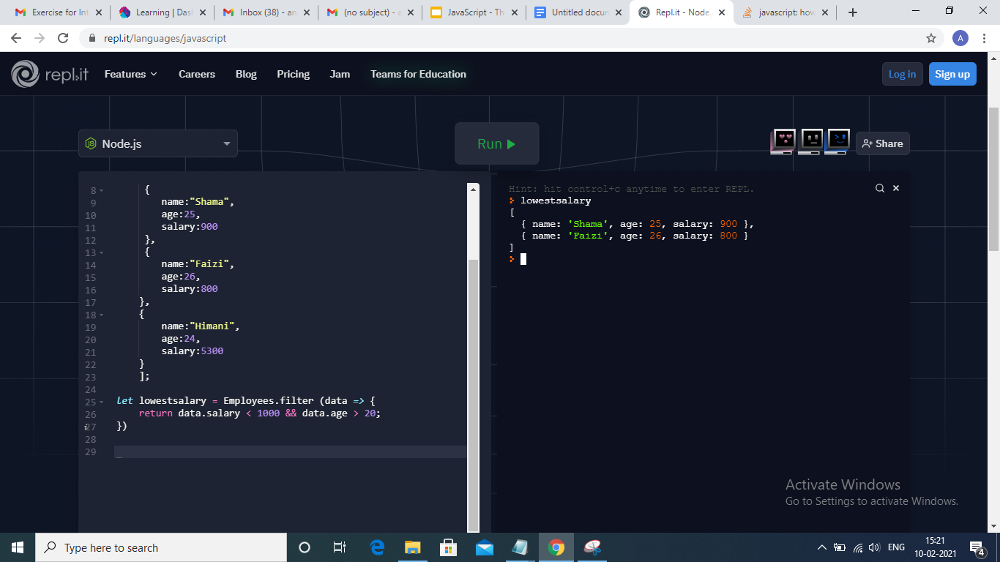 Exercise for Int
Learning | Das
Inbox (38) - an
(no subject) - a
JavaScript - Th
Untitled docun
Repl.it - Node.
javascript: how
repl.it/languages/javascript
A
repl.it
Features
Careers
Blog
Pricing
Jam
Teams for Education
Log in
Sign up
Node.js
Run
Share
8 {
9 name:"Shama",
10 age:25,
11 salary:900
12 },
13 {
14 name:"Faizi",
15 age:26,
16 salary:800
17 },
18 {
19 name:"Himani",
20 age:24,
21 salary:5300
22 }
23 ];
24
25 let lowestsalary = Employees.filter (data => {
26 return data.salary < 1000 && data.age > 20;
27 })
28
29
Hint: hit control+c anytime to enter REPL.
lowestsalary
[
{ name: 'Shama', age: 25, salary: 900 },
{ name: 'Faizi', age: 26, salary: 800 }
]
Activate Windows
Go to Settings to activate Windows.
Type here to search
ENG
15:21
10-02-2021
4